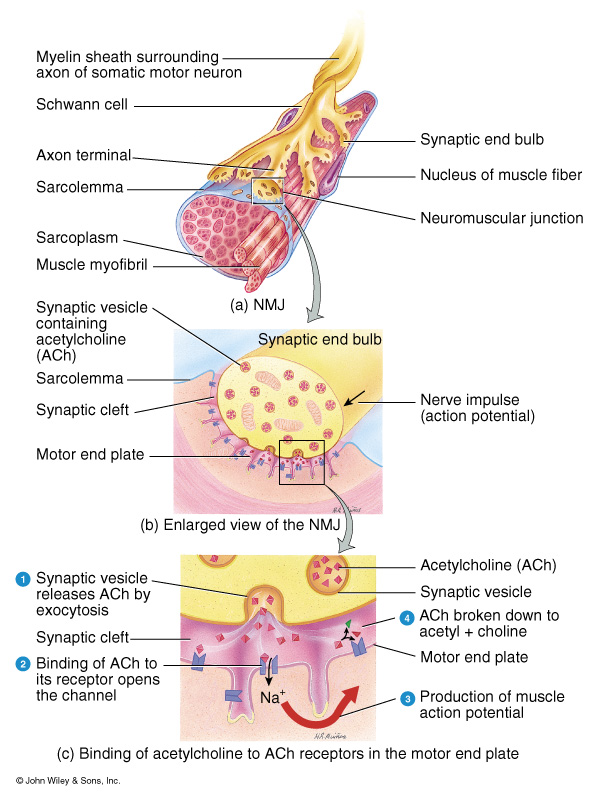 Myelin sheath surrounding
axon of somatic motor neuron
Schwann cell
Axon terminal
Sarcolemma
Sarcoplasm
Muscle myofibril
Synaptic end bulb
Nucleus of muscle fiber
Neuromuscular junction
(a) NMJ
Synaptic vesicle
containing
acetylcholine
(ACh)
Sarcolemma
Synaptic cleft
Motor end plate
Synaptic end bulb
Nerve impulse
(action potential)
(b) Enlarged view of the NMJ
1 Synaptic vesicle
releases ACh by
exocytosis
Synaptic cleft
2 Binding of ACh to
its receptor opens
the channel
Na+
Acetylcholine (ACh)
Synaptic vesicle
4 ACh broken down to
acetyl + choline
Motor end plate
3 Production of muscle
action potential
(c) Binding of acetylcholine to ACh receptors in the motor end plate
© John Wiley & Sons, Inc.